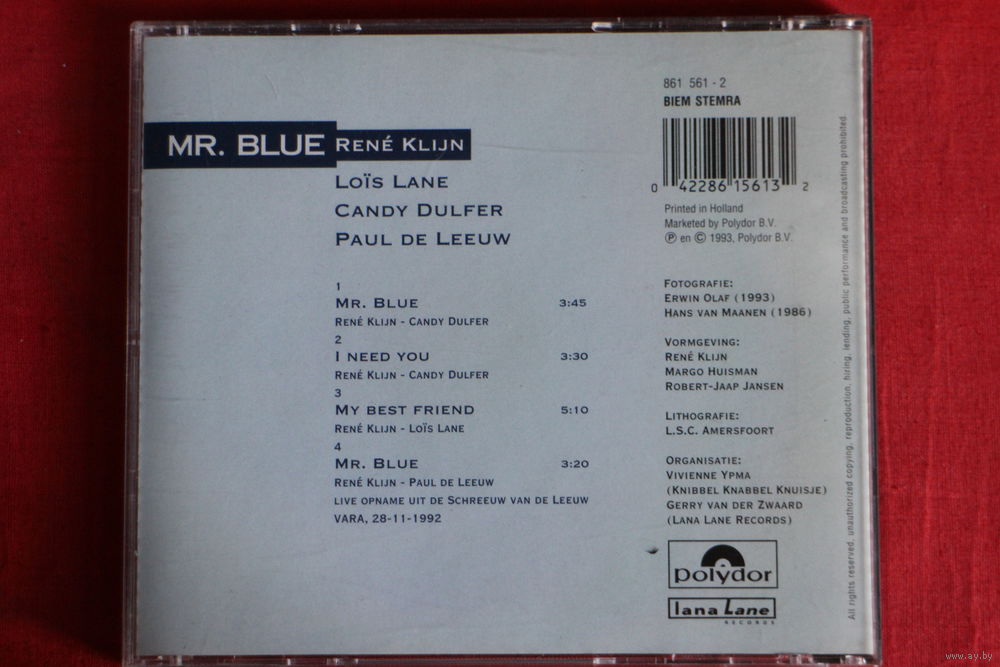 MR. BLUE RENÉ KLIJN
LOÏS LANE
CANDY DULFER
PAUL DE LEEUW
1
MR. BLUE 3:45
RENÉ KLIJN - CANDY DULFER
2
I NEED YOU 3:30
RENÉ KLIJN - CANDY DULFER
3
MY BEST FRIEND 5:10
RENÉ KLIJN - LOÏS LANE
4
MR. BLUE 3:20
RENÉ KLIJN - PAUL DE LEEUW
LIVE OPNAME UIT DE SCHREEUW VAN DE LEEUW
VARA, 28-11-1992
861 561 - 2
BIEM STEMRA
0 42286 15613 2
Printed in Holland
Marketed by Polydor B.V.
Ⓟ en © 1993, Polydor B.V.
FOTOGRAFIE:
ERWIN OLAF (1993)
HANS VAN MAANEN (1986)
VORMGEVING:
RENÉ KLIJN
MARGO HUISMAN
ROBERT-JAAP JANSEN
LITHOGRAFIE:
L.S.C. AMERSFOORT
ORGANISATIE:
VIVIENNE YPMA
(KNIBBEL KNABBEL KNUISJE)
GERRY VAN DER ZWAARD
(LANA LANE RECORDS)
polydor
lana Lane
RECORDS
All rights reserved, unauthorized copying, reproduction, hiring, lending, public performance and broadcasting prohibited.
www.ay.by